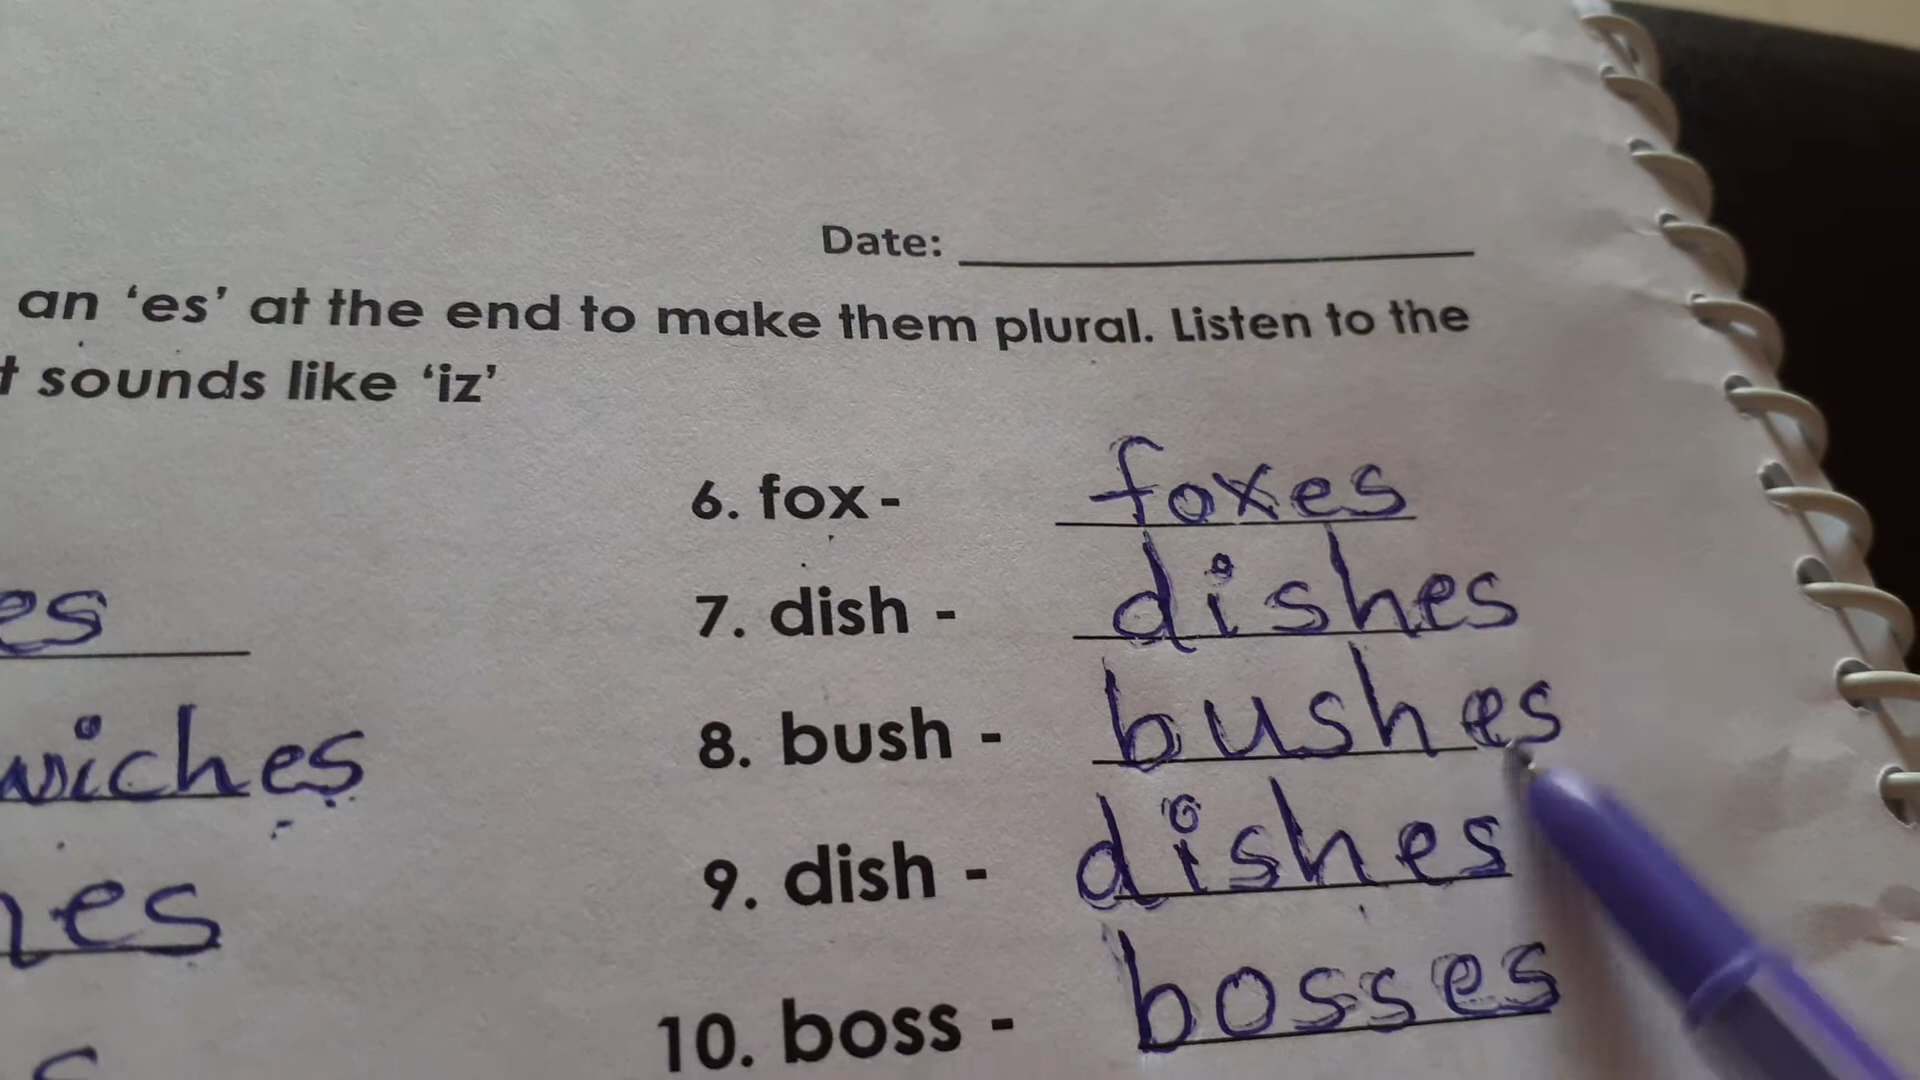 Date:
an ‘es’ at the end to make them plural. Listen to the
sounds like ‘iz’
6. fox - foxes
7. dish - dishes
8. bush - bushes
9. dish - dishes
10. boss - bosses